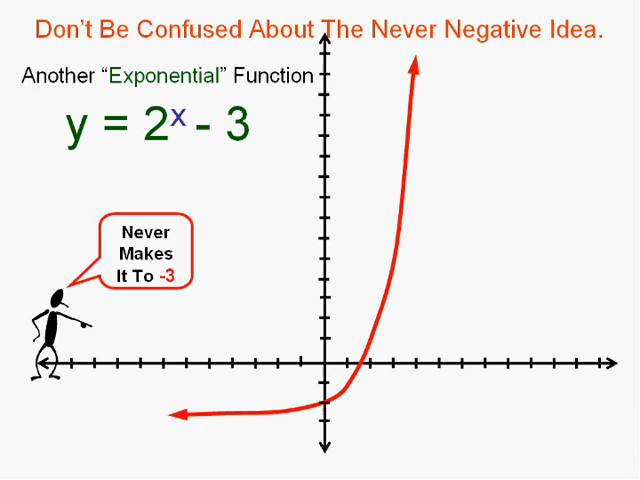 Don't Be Confused About The Never Negative Idea.
Another “Exponential” Function
y = 2ˣ - 3
Never
Makes
It To -3